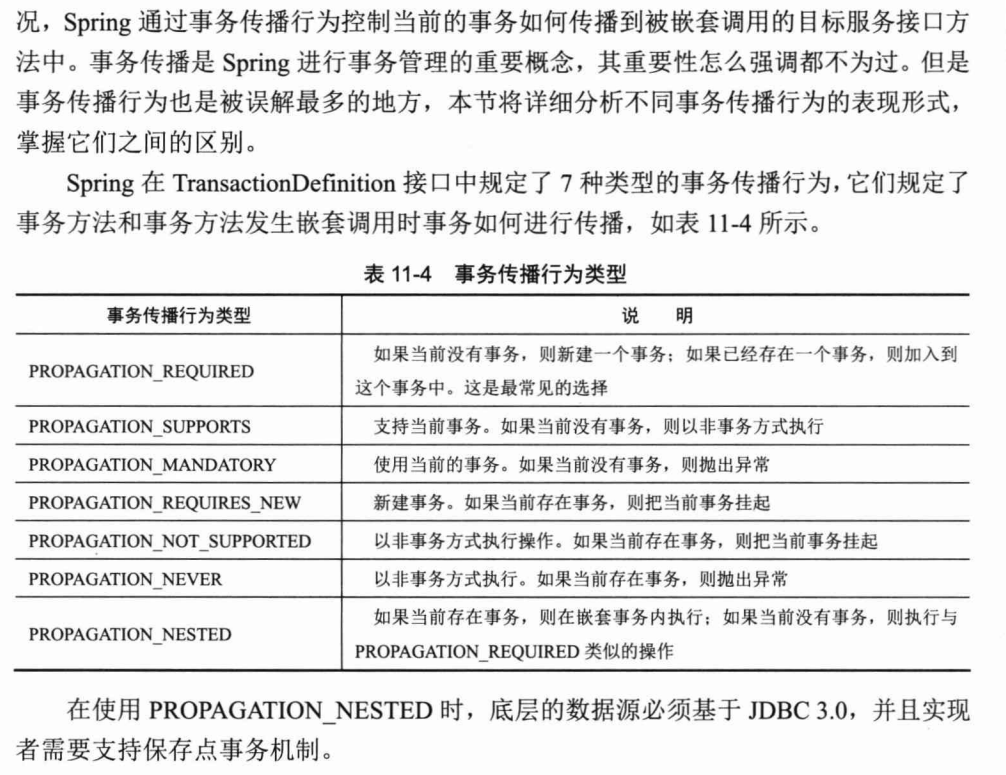 况，Spring 通过事务传播行为控制当前的事务如何传播到被嵌套调用的目标服务接口方
法中。事务传播是 Spring 进行事务管理的重要概念，其重要性怎么强调都不为过。但是
事务传播行为也是被误解最多的地方，本节将详细分析不同事务传播行为的表现形式，
掌握它们之间的区别。
Spring 在 TransactionDefinition 接口中规定了 7 种类型的事务传播行为，它们规定了
事务方法和事务方法发生嵌套调用时事务如何进行传播，如表 11-4 所示。
表 11-4 事务传播行为类型
事务传播行为类型 说 明
PROPAGATION_REQUIRED 如果当前没有事务，则新建一个事务；如果已经存在一个事务，则加入到
这个事务中。这是最常见的选择
PROPAGATION_SUPPORTS 支持当前事务。如果当前没有事务，则以非事务方式执行
PROPAGATION_MANDATORY 使用当前的事务。如果当前没有事务，则抛出异常
PROPAGATION_REQUIRES_NEW 新建事务。如果当前存在事务，则把当前事务挂起
PROPAGATION_NOT_SUPPORTED 以非事务方式执行操作。如果当前存在事务，则把当前事务挂起
PROPAGATION_NEVER 以非事务方式执行。如果当前存在事务，则抛出异常
PROPAGATION_NESTED 如果当前存在事务，则在嵌套事务内执行；如果当前没有事务，则执行与
PROPAGATION_REQUIRED 类似的操作
在使用 PROPAGATION_NESTED 时，底层的数据源必须基于 JDBC 3.0，并且实现
者需要支持保存点事务机制。